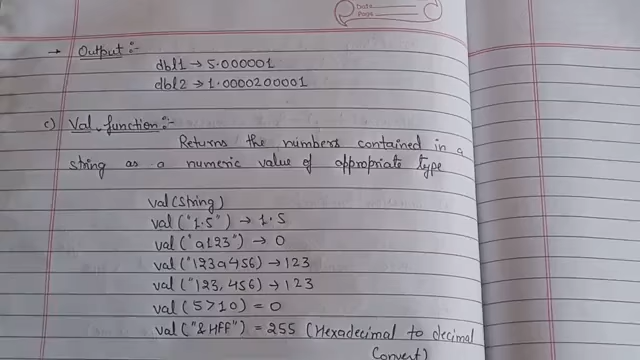 Date
Page
→ Output :-
dbl1 → 5.000001
dbl2 → 1.0000200001
c) Val function :-
Returns the numbers contained in a
string as a numeric value of appropriate type
val(string)
val("1.5") → 1.5
val("a123") → 0
val("123a456) → 123
val("123,456) → 123
val(5>10) = 0
val("&HFF") = 255 (Hexadecimal to decimal
Convert)